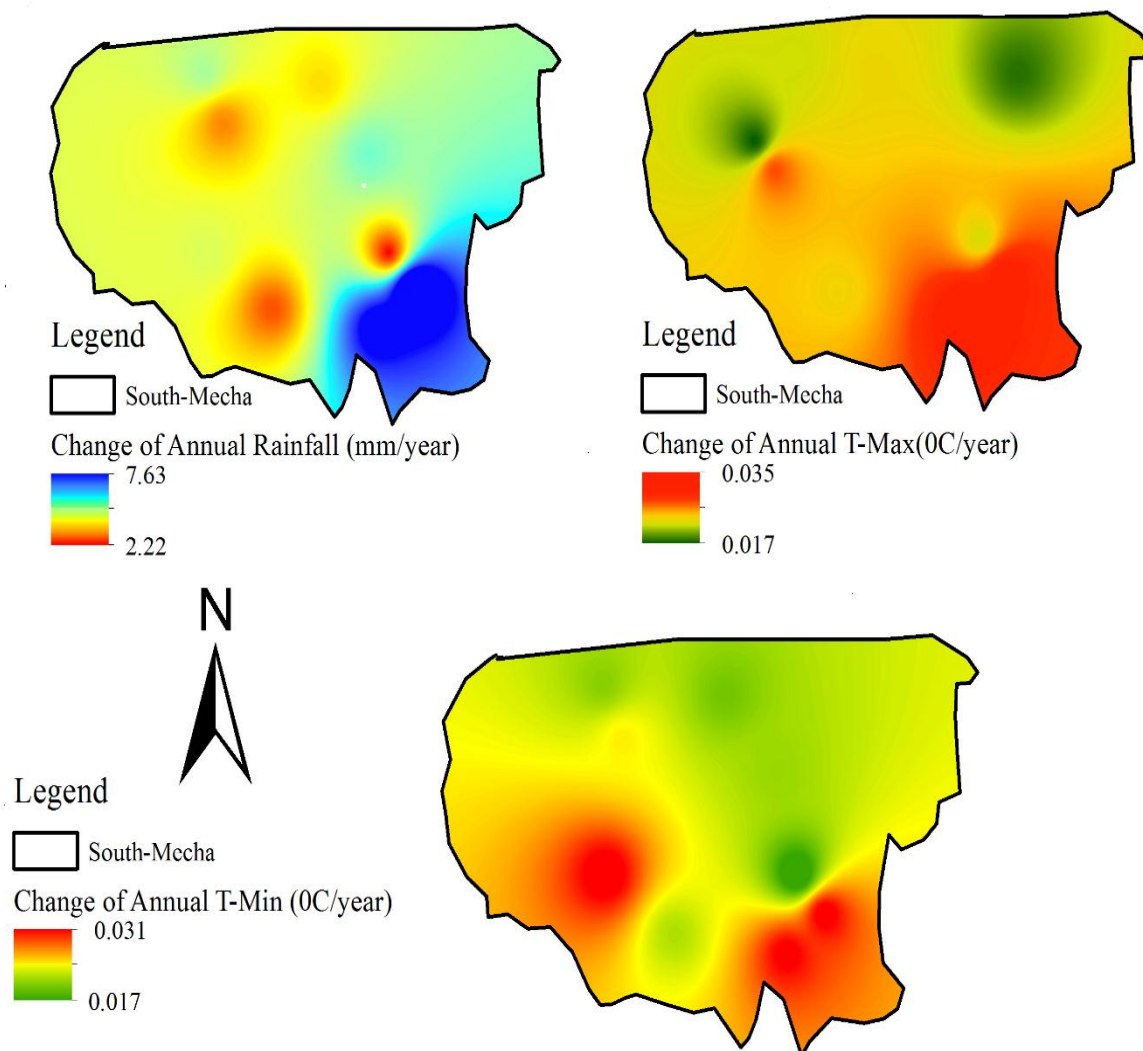 Legend
South-Mecha
Change of Annual Rainfall (mm/year)
7.63
2.22
Legend
South-Mecha
Change of Annual T-Max(0C/year)
0.035
0.017
N
Legend
South-Mecha
Change of Annual T-Min (0C/year)
0.031
0.017